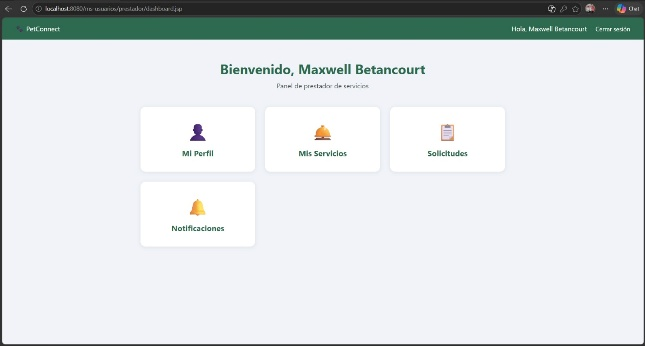 localhost:8080/ms-usuarios/prestador/dashboard.jsp
Chat
PetConnect
Hola, Maxwell Betancourt
Cerrar sesión
Bienvenido, Maxwell Betancourt
Panel de prestador de servicios
Mi Perfil
Mis Servicios
Solicitudes
Notificaciones